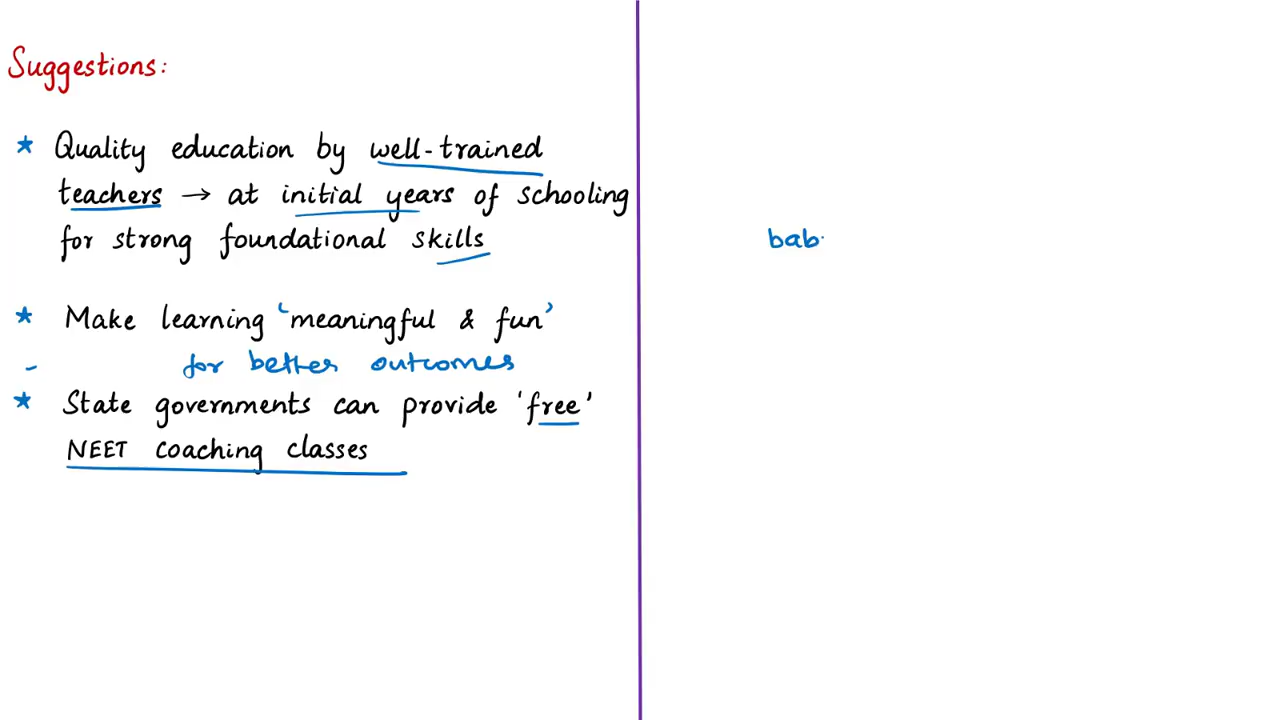 Suggestions:
★ Quality education by well-trained
teachers → at initial years of schooling
for strong foundational skills
★ Make learning 'meaningful & fun'
- for better outcomes
★ State governments can provide 'free'
NEET coaching classes
bab